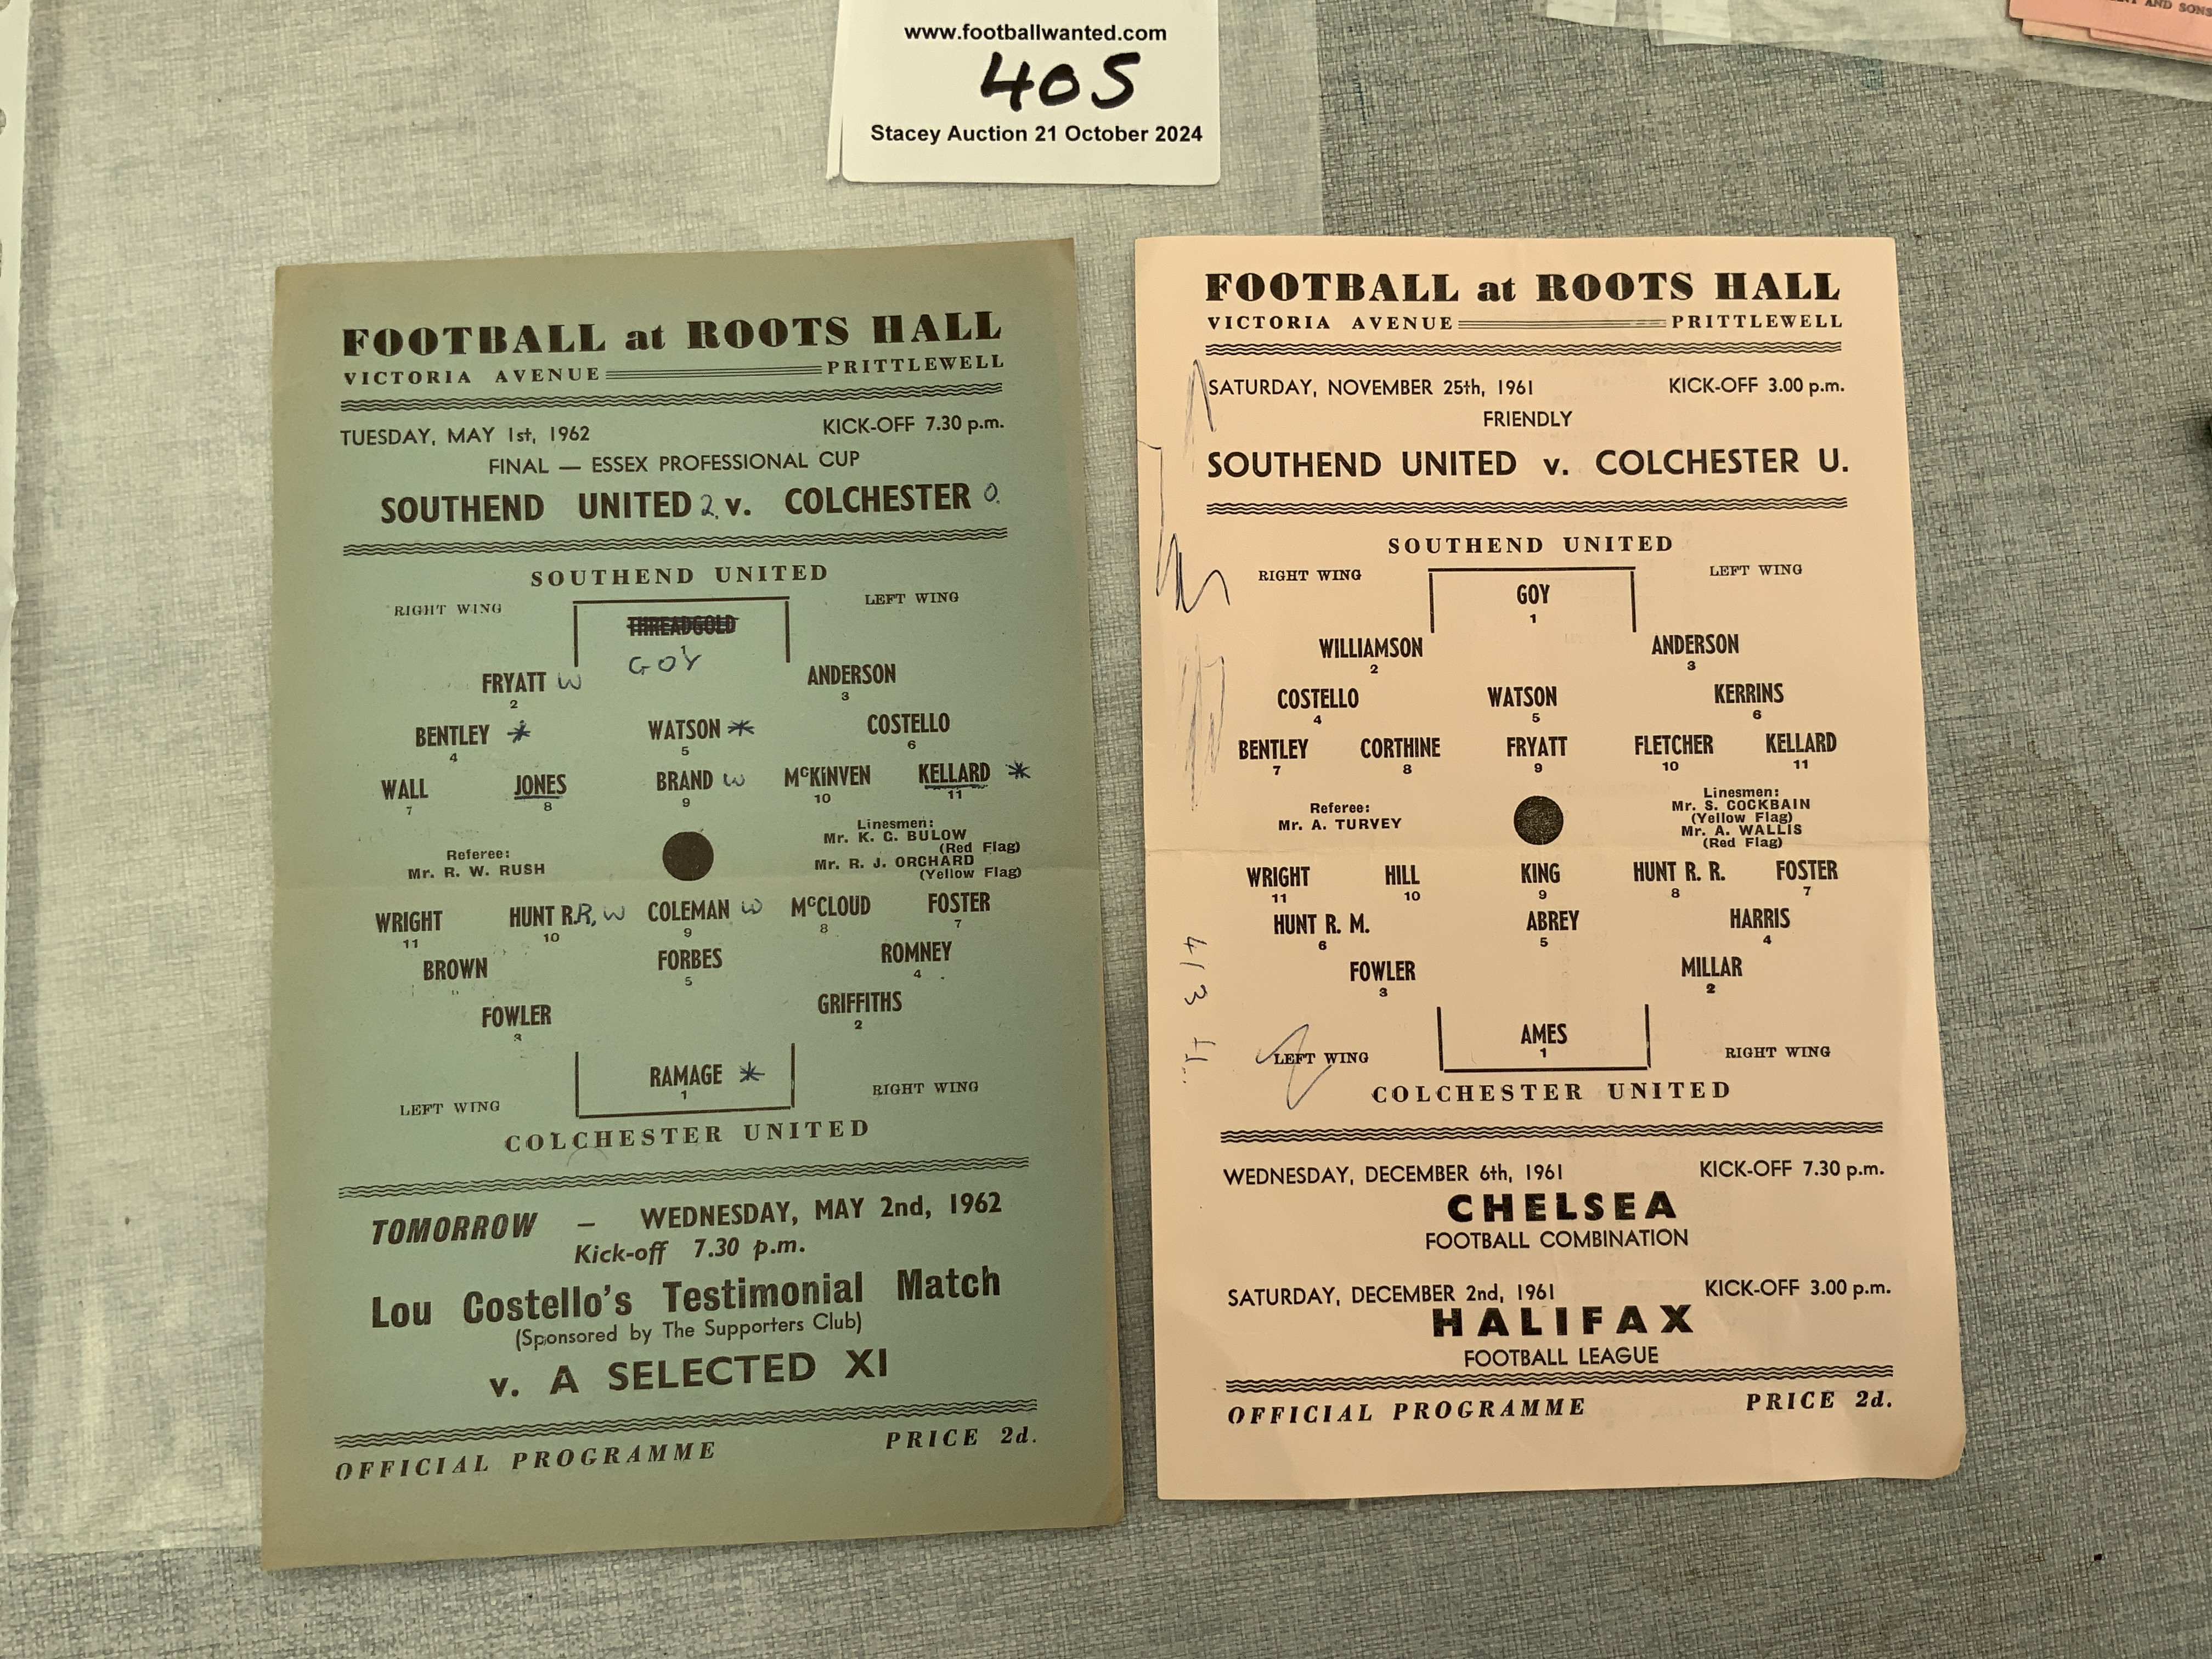 www.footballwanted.com
405
Stacey Auction 21 October 2024
AND SONS
FOOTBALL at ROOTS HALL
VICTORIA AVENUE PRITTLEWELL
TUESDAY, MAY 1st, 1962 KICK-OFF 7.30 p.m.
FINAL — ESSEX PROFESSIONAL CUP
SOUTHEND UNITED 2. v. COLCHESTER 0.
SOUTHEND UNITED
RIGHT WING LEFT WING
THREADGOLD
GOY
FRYATT W ANDERSON
2 3
BENTLEY * WATSON * COSTELLO
4 5 6
WALL JONES BRAND W McKINVEN KELLARD *
7 8 9 10 11
Referee:
Mr. R. W. RUSH
Linesmen:
Mr. K. G. BULOW
(Red Flag)
Mr. R. J. ORCHARD
(Yellow Flag)
WRIGHT HUNT R.R, W COLEMAN W McCLOUD FOSTER
11 10 9 8 7
BROWN FORBES ROMNEY
5 4
FOWLER GRIFFITHS
3 2
RAMAGE *
1
LEFT WING RIGHT WING
COLCHESTER UNITED
TOMORROW – WEDNESDAY, MAY 2nd, 1962
Kick-off 7.30 p.m.
Lou Costello's Testimonial Match
(Sponsored by The Supporters Club)
v. A SELECTED XI
OFFICIAL PROGRAMME PRICE 2d.
FOOTBALL at ROOTS HALL
VICTORIA AVENUE PRITTLEWELL
SATURDAY, NOVEMBER 25th, 1961 KICK-OFF 3.00 p.m.
FRIENDLY
SOUTHEND UNITED v. COLCHESTER U.
SOUTHEND UNITED
RIGHT WING LEFT WING
GOY
1
WILLIAMSON ANDERSON
2 3
COSTELLO WATSON KERRINS
4 5 6
BENTLEY CORTHINE FRYATT FLETCHER KELLARD
7 8 9 10 11
Referee:
Mr. A. TURVEY
Linesmen:
Mr. S. COCKBAIN
(Yellow Flag)
Mr. A. WALLIS
(Red Flag)
WRIGHT HILL KING HUNT R. R. FOSTER
11 10 9 8 7
HUNT R. M. ABREY HARRIS
6 5 4
FOWLER MILLAR
3 2
AMES
1
LEFT WING RIGHT WING
COLCHESTER UNITED
WEDNESDAY, DECEMBER 6th, 1961 KICK-OFF 7.30 p.m.
CHELSEA
FOOTBALL COMBINATION
SATURDAY, DECEMBER 2nd, 1961 KICK-OFF 3.00 p.m.
HALIFAX
FOOTBALL LEAGUE
OFFICIAL PROGRAMME PRICE 2d.